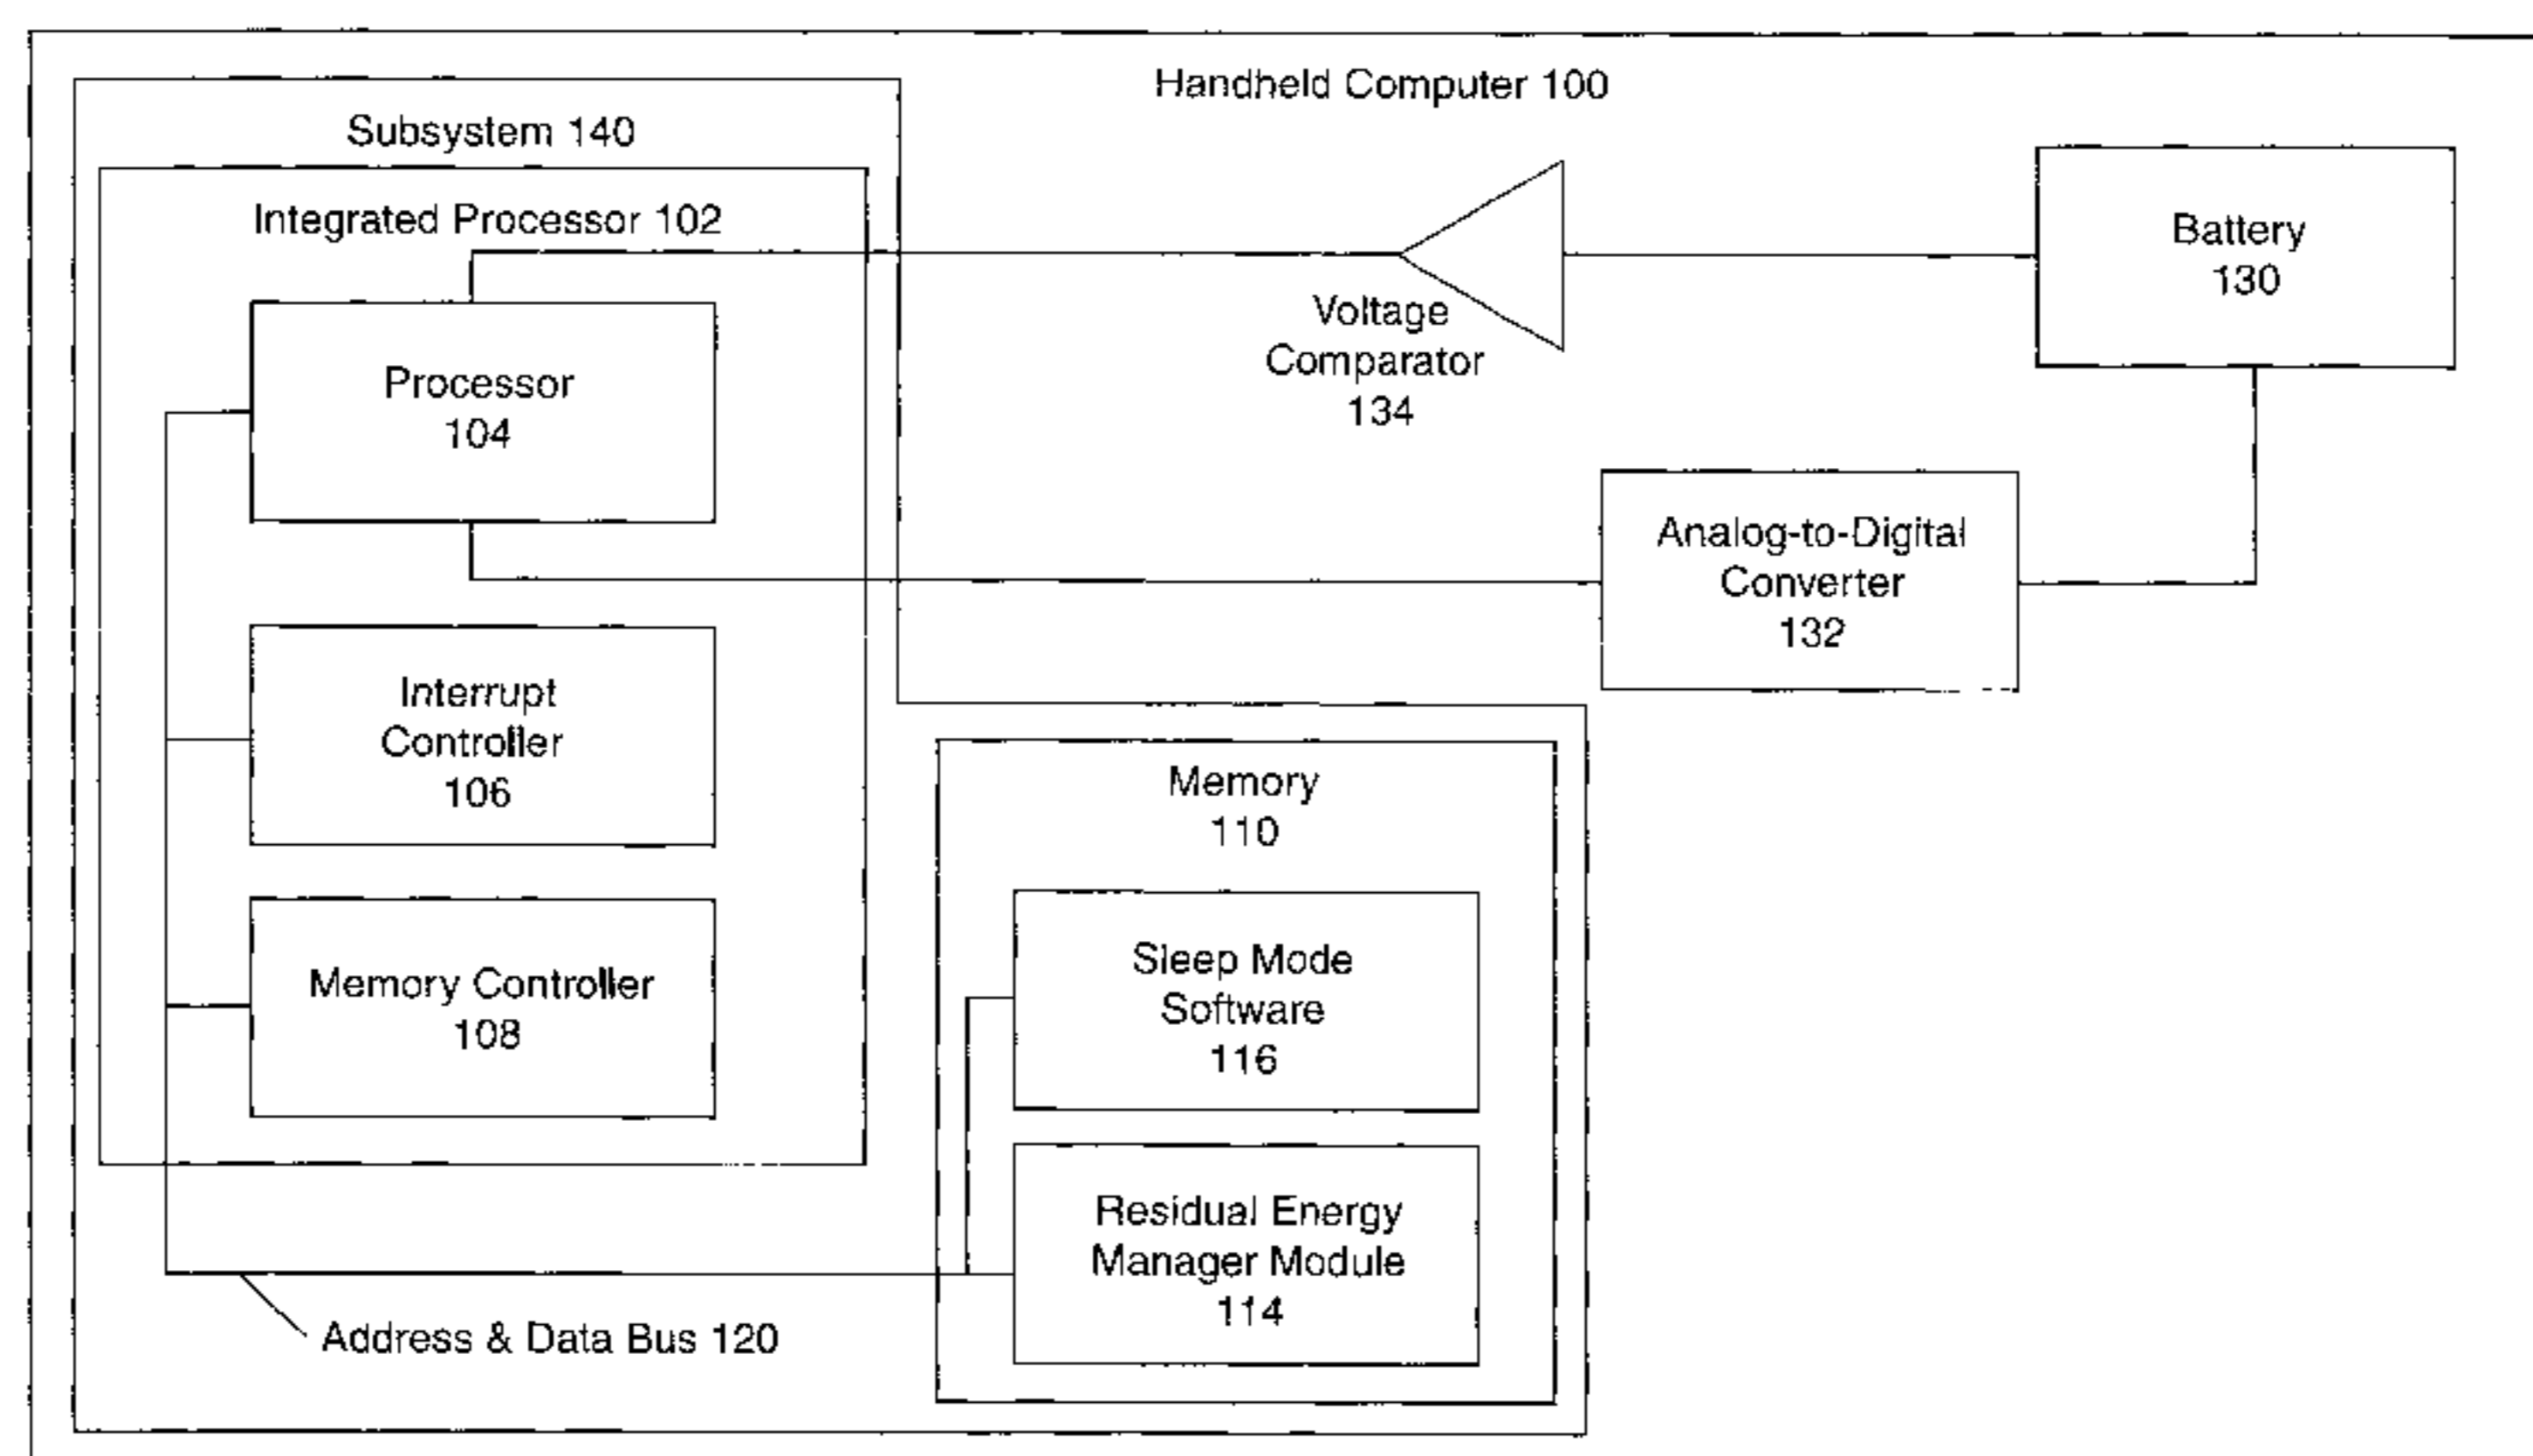 Handheld Computer 100
Subsystem 140
Integrated Processor 102
Battery
130
Voltage
Comparator
134
Processor
104
Analog-to-Digital
Converter
132
Interrupt
Controller
106
Memory
110
Memory Controller
108
Sleep Mode
Software
116
Residual Energy
Manager Module
114
Address & Data Bus 120